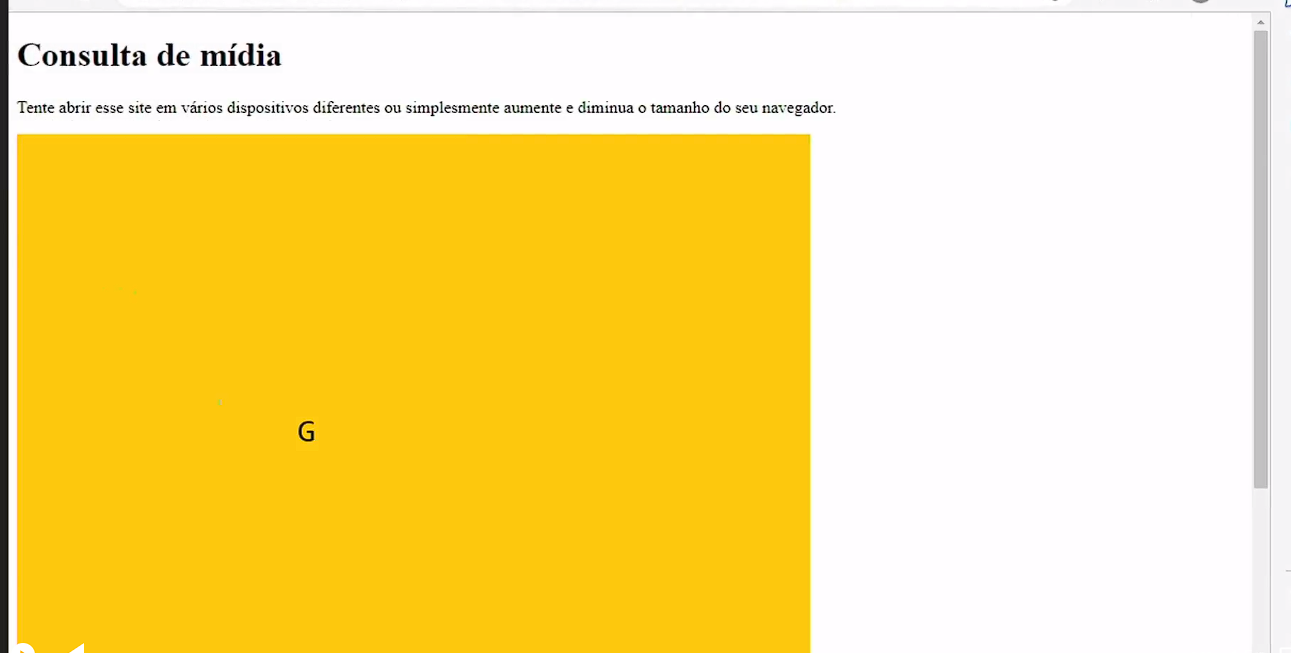 Consulta de mídia
Tente abrir esse site em vários dispositivos diferentes ou simplesmente aumente e diminua o tamanho do seu navegador.
G